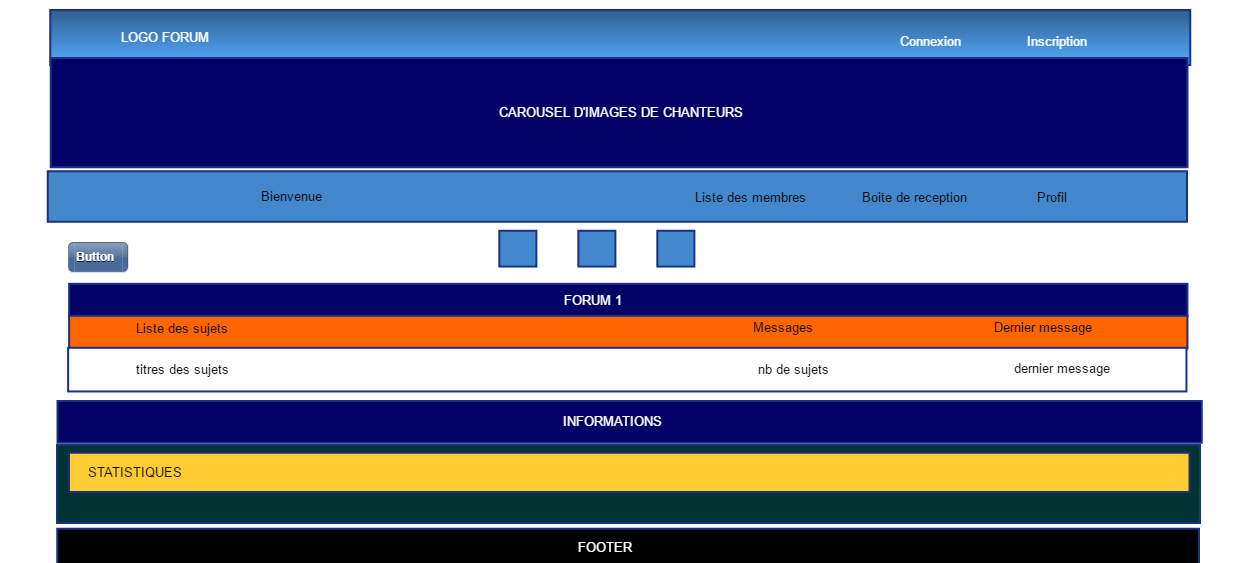 LOGO FORUM
Connexion Inscription
CAROUSEL D'IMAGES DE CHANTEURS
Bienvenue Liste des membres Boite de reception Profil
Button
FORUM 1
Liste des sujets Messages Dernier message
titres des sujets nb de sujets dernier message
INFORMATIONS
STATISTIQUES
FOOTER